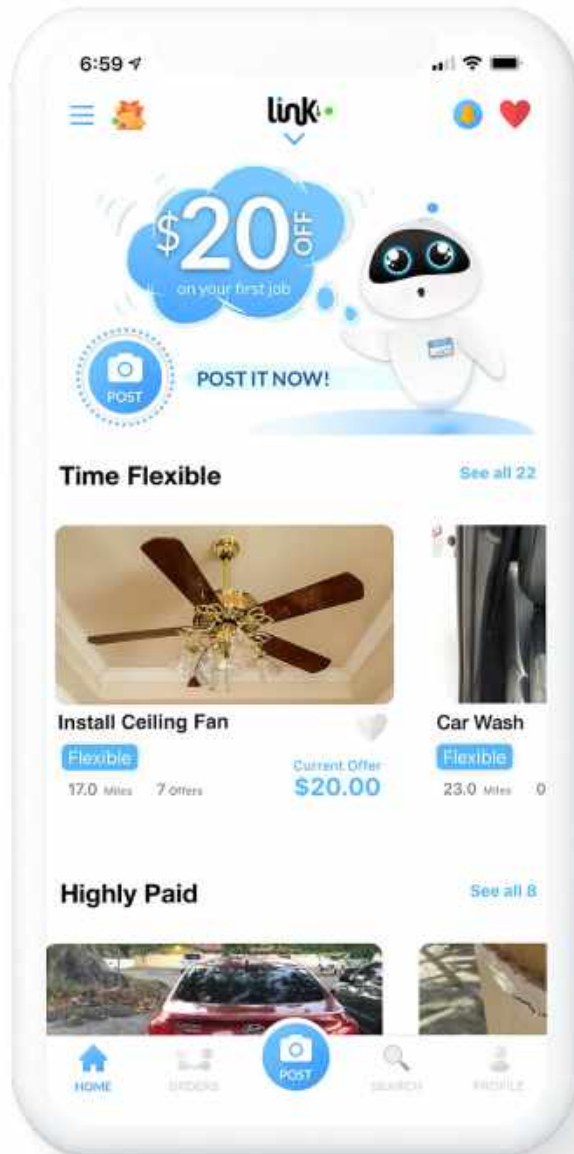 6:59
link
$20 OFF
on your first job
POST
POST IT NOW!
Time Flexible
See all 22
Install Ceiling Fan
Flexible
17.0 Miles
7 Offers
Current Offer
$20.00
Car Wash
Flexible
23.0 Miles
0
Highly Paid
See all 8
HOME
ORDERS
POST
SEARCH
PROFILE